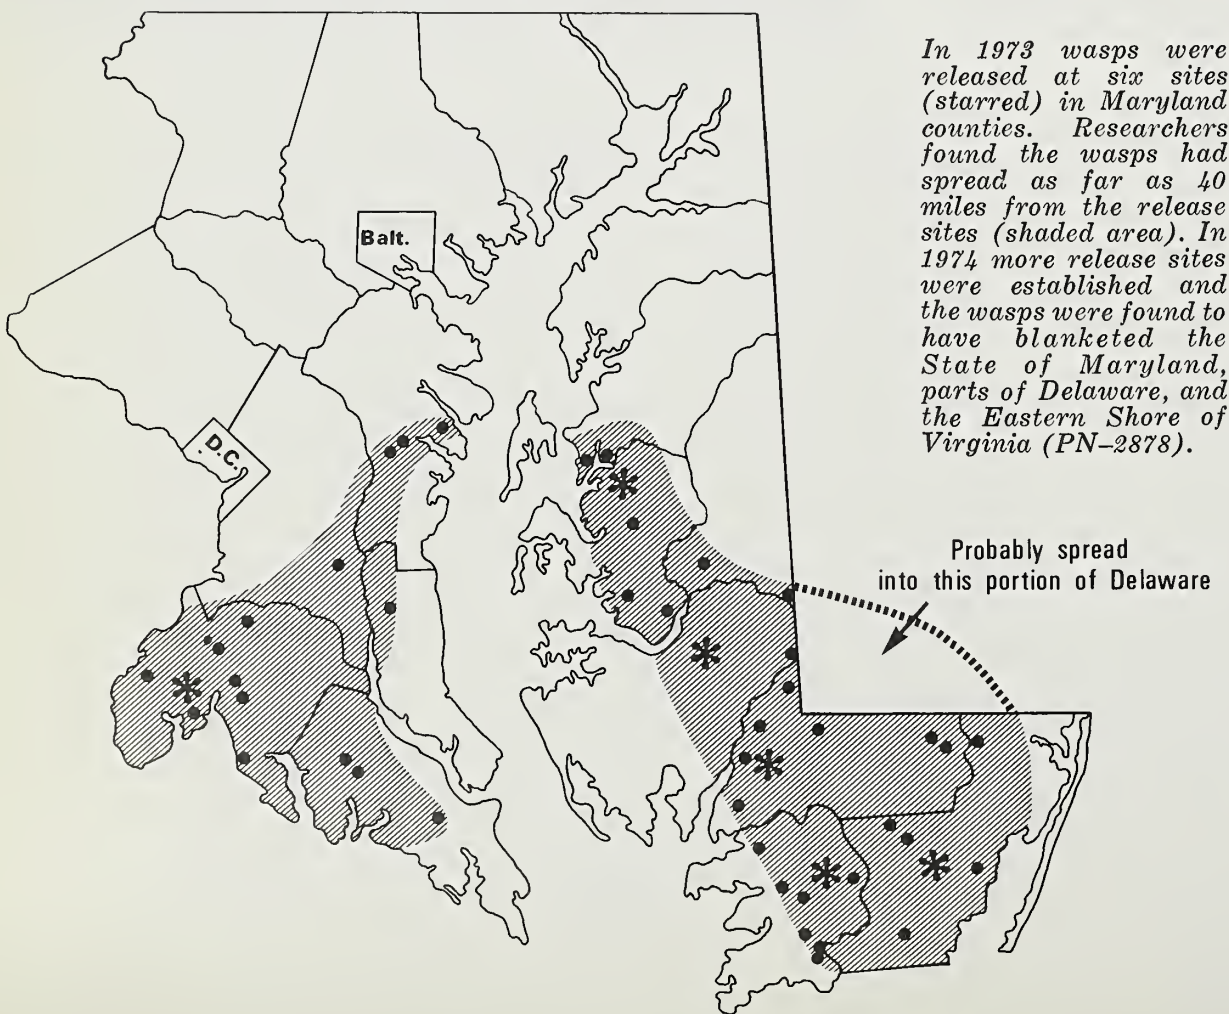 In 1973 wasps were
released at six sites
(starred) in Maryland
counties. Researchers
found the wasps had
spread as far as 40
miles from the release
sites (shaded area). In
1974 more release sites
were established and
the wasps were found to
have blanketed the
State of Maryland,
parts of Delaware, and
the Eastern Shore of
Virginia (PN–2878).
Balt.
D.C.
Probably spread
into this portion of Delaware